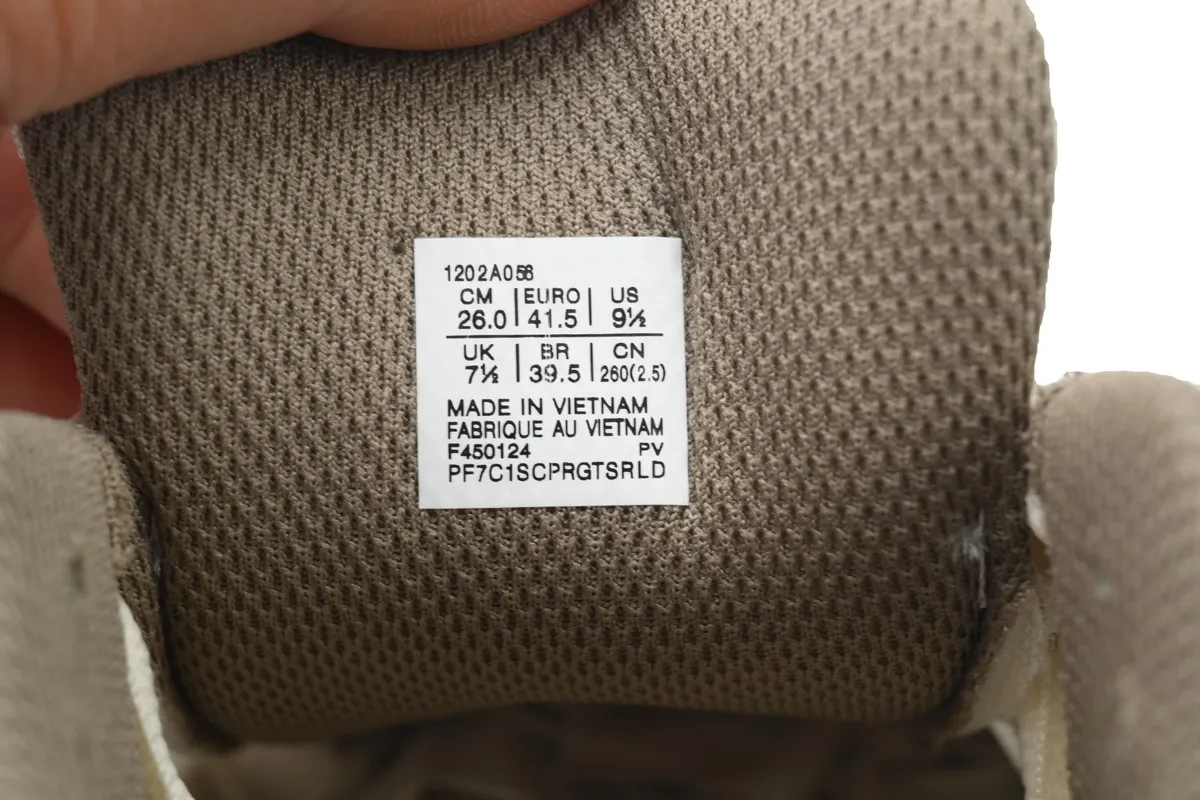 1202A056
CM EURO US
26.0 41.5 9½
UK BR CN
7½ 39.5 260(2.5)
MADE IN VIETNAM
FABRIQUE AU VIETNAM
F450124 PV
PF7C1SCPRGTSRLD